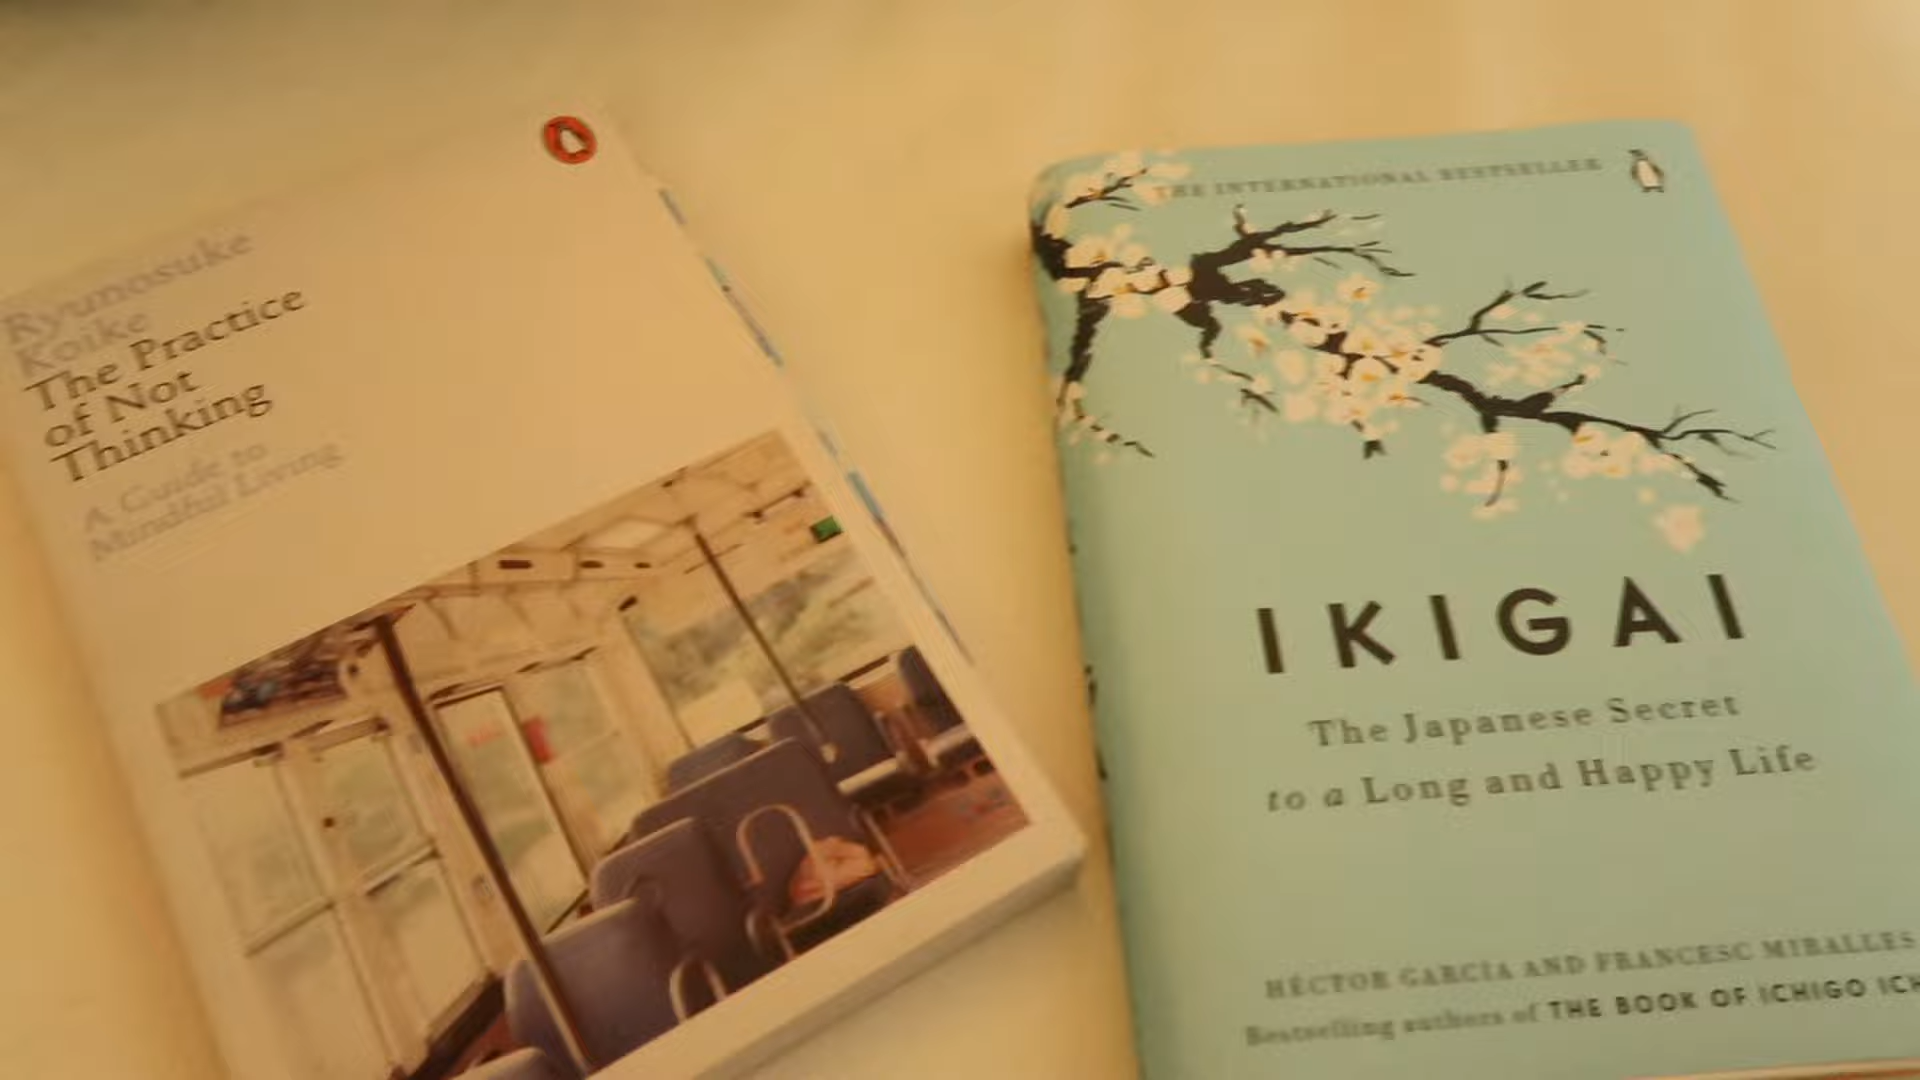 Ryunosuke
Koike
The Practice
of Not
Thinking
A Guide to
Mindful Living
THE INTERNATIONAL BESTSELLER
IKIGAI
The Japanese Secret
to a Long and Happy Life
HÉCTOR GARCÍA AND FRANCESC MIRALLES
Bestselling authors of THE BOOK OF ICHIGO ICH